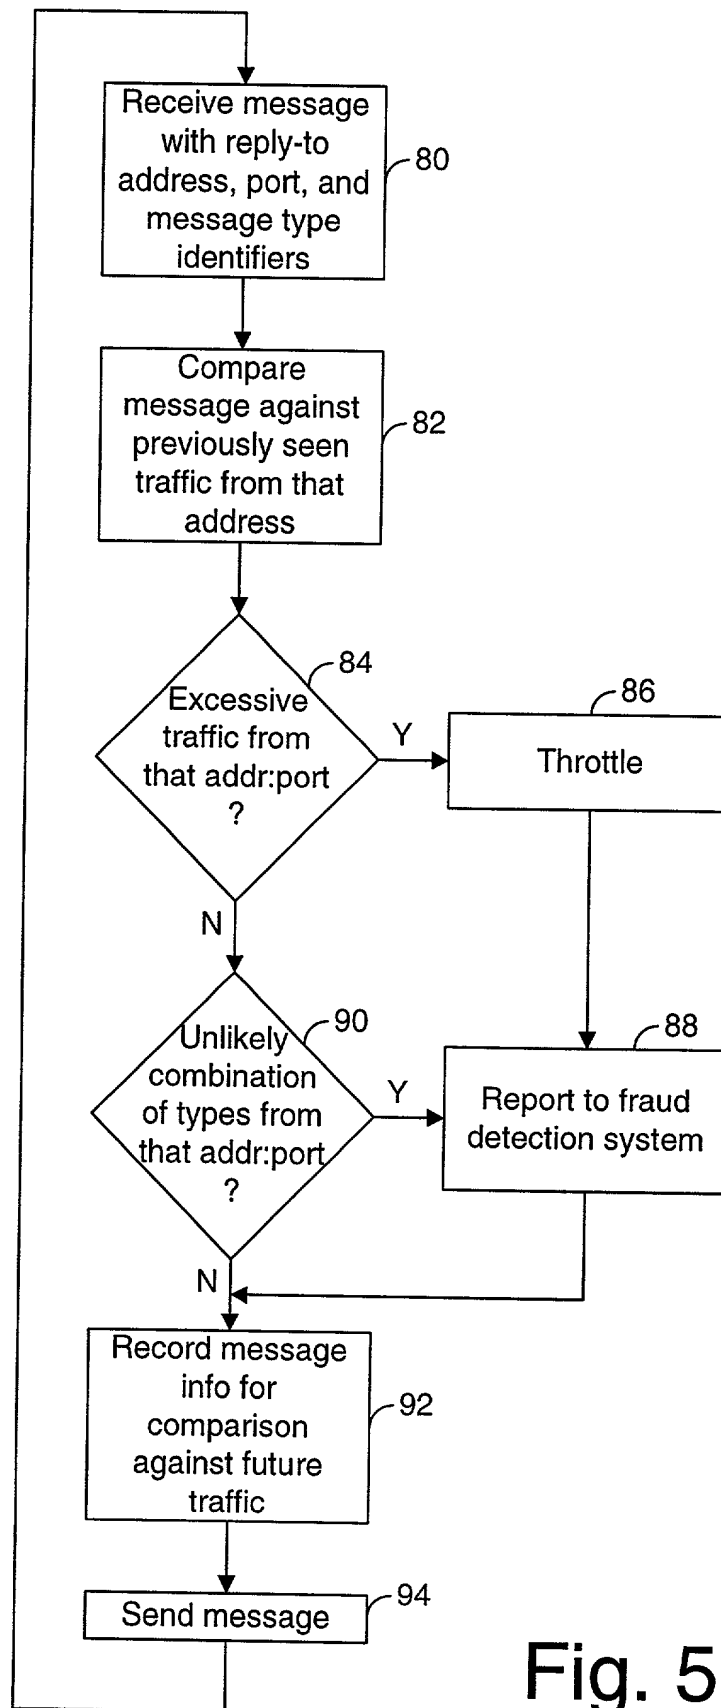 Receive message
with reply-to
address, port, and
message type
identifiers
80
Compare
message against
previously seen
traffic from that
address
82
84
Excessive
traffic from
that addr:port
?
Y
86
Throttle
N
90
Unlikely
combination
of types from
that addr:port
?
Y
88
Report to fraud
detection system
N
Record message
info for
comparison
against future
traffic
92
Send message
94
Fig. 5